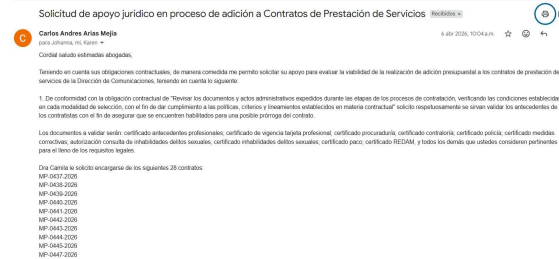 Solicitud de apoyo jurídico en proceso de adición a Contratos de Prestación de Servicios Recibidos
C
Carlos Andres Arias Mejia
6 abr 2026, 10:04 a.m.
para Johanna, mí, Karen
Cordial saludo estimadas abogadas,
Teniendo en cuenta sus obligaciones contractuales, de manera comedida me permito solicitar su apoyo para evaluar la viabilidad de la realización de adición presupuestal a los contratos de prestación de
servicios de la Dirección de Comunicaciones, teniendo en cuenta lo siguiente:
1. De conformidad con la obligación contractual de "Revisar los documentos y actos administrativos expedidos durante las etapas de los procesos de contratación, verificando las condiciones establecidas
en cada modalidad de selección, con el fin de dar cumplimiento a las políticas, criterios y lineamientos establecidos en materia contractual" solicito respetuosamente se sirvan validar los antecedentes de
los contratistas con el fin de asegurar que se encuentren habilitados para una posible prórroga del contrato.
Los documentos a validar serán: certificado antecedentes profesionales; certificado de vigencia tarjeta profesional; certificado procuraduría; certificado contraloría; certificado policía; certificado medidas
correctivas; autorización consulta de inhabilidades delitos sexuales; certificado inhabilidades delitos sexuales; certificado paco; certificado REDAM, y todos los demás que ustedes consideren pertinentes
para el lleno de los requisitos legales.
Dra Camila le solicito encargarse de los siguientes 28 contratos:
MP-0437-2026
MP-0438-2026
MP-0439-2026
MP-0440-2026
MP-0441-2026
MP-0442-2026
MP-0443-2026
MP-0444-2026
MP-0445-2026
MP-0447-2026